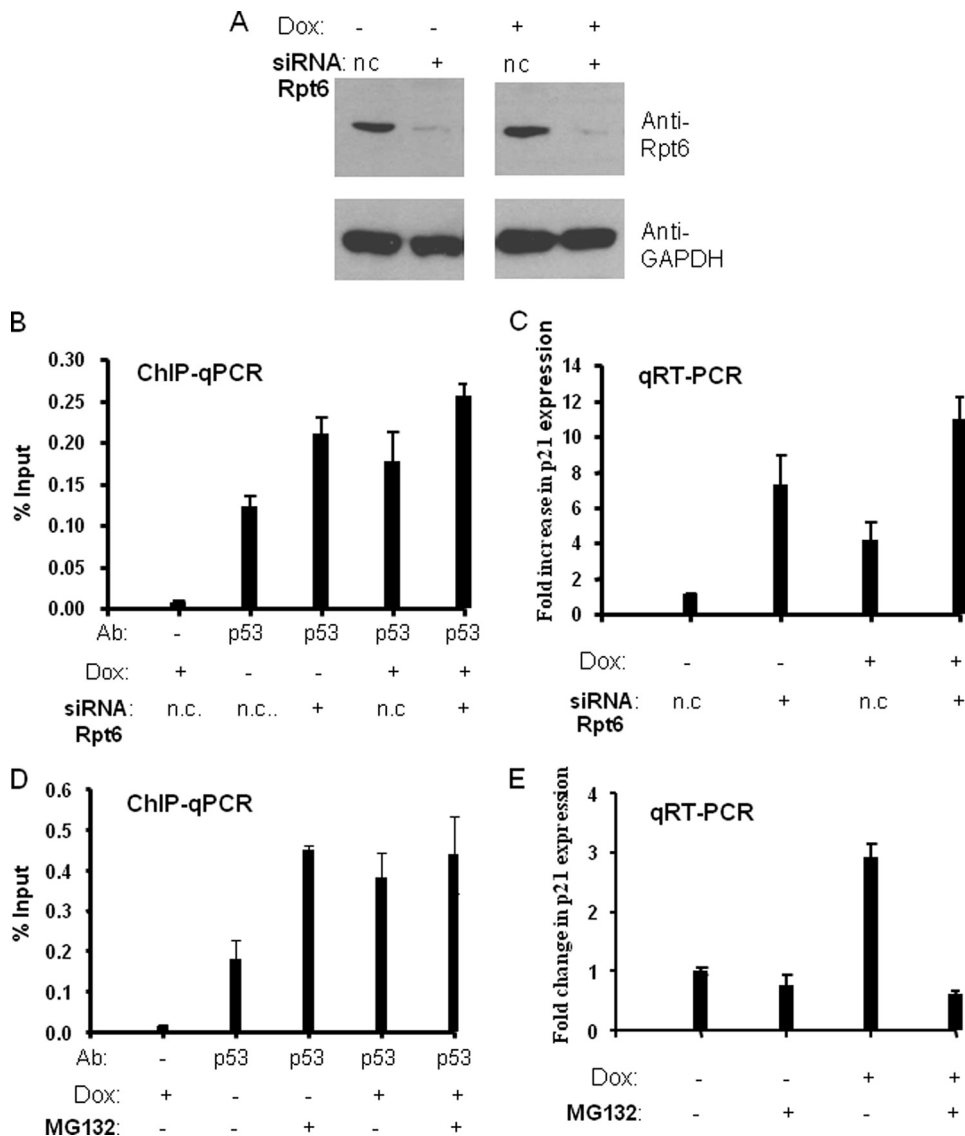 A
Dox: - - + +
siRNA: nc + nc +
Rpt6
Anti-
Rpt6
Anti-
GAPDH
B
ChIP-qPCR
% Input
0.30
0.25
0.20
0.15
0.10
0.05
0.00
Ab: - p53 p53 p53 p53
Dox: + - - + +
siRNA: n.c. n.c.. + n.c +
Rpt6
C
qRT-PCR
Fold increase in p21 expression
14
12
10
8
6
4
2
0
Dox: - - + +
siRNA: n.c + n.c +
Rpt6
D
ChIP-qPCR
% Input
0.6
0.5
0.4
0.3
0.2
0.1
0.0
Ab: - p53 p53 p53 p53
Dox: + - - + +
MG132: - - + - +
E
qRT-PCR
Fold change in p21 expression
4
3
2
1
0
Dox: - - + +
MG132: - + - +